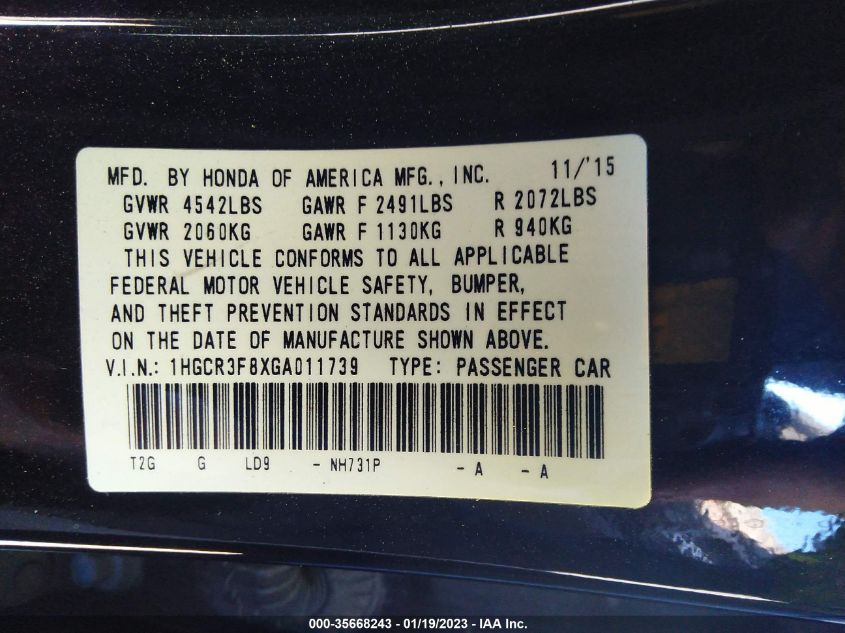 MFD. BY HONDA OF AMERICA MFG., INC. 11/'15
GVWR 4542LBS GAWR F 2491LBS R 2072LBS
GVWR 2060KG GAWR F 1130KG R 940KG
THIS VEHICLE CONFORMS TO ALL APPLICABLE
FEDERAL MOTOR VEHICLE SAFETY, BUMPER,
AND THEFT PREVENTION STANDARDS IN EFFECT
ON THE DATE OF MANUFACTURE SHOWN ABOVE.
V.I.N.: 1HGCR3F8XGA011739 TYPE: PASSENGER CAR
T2G G LD9 - NH731P - A - A
000-35668243 - 01/19/2023 - IAA Inc.